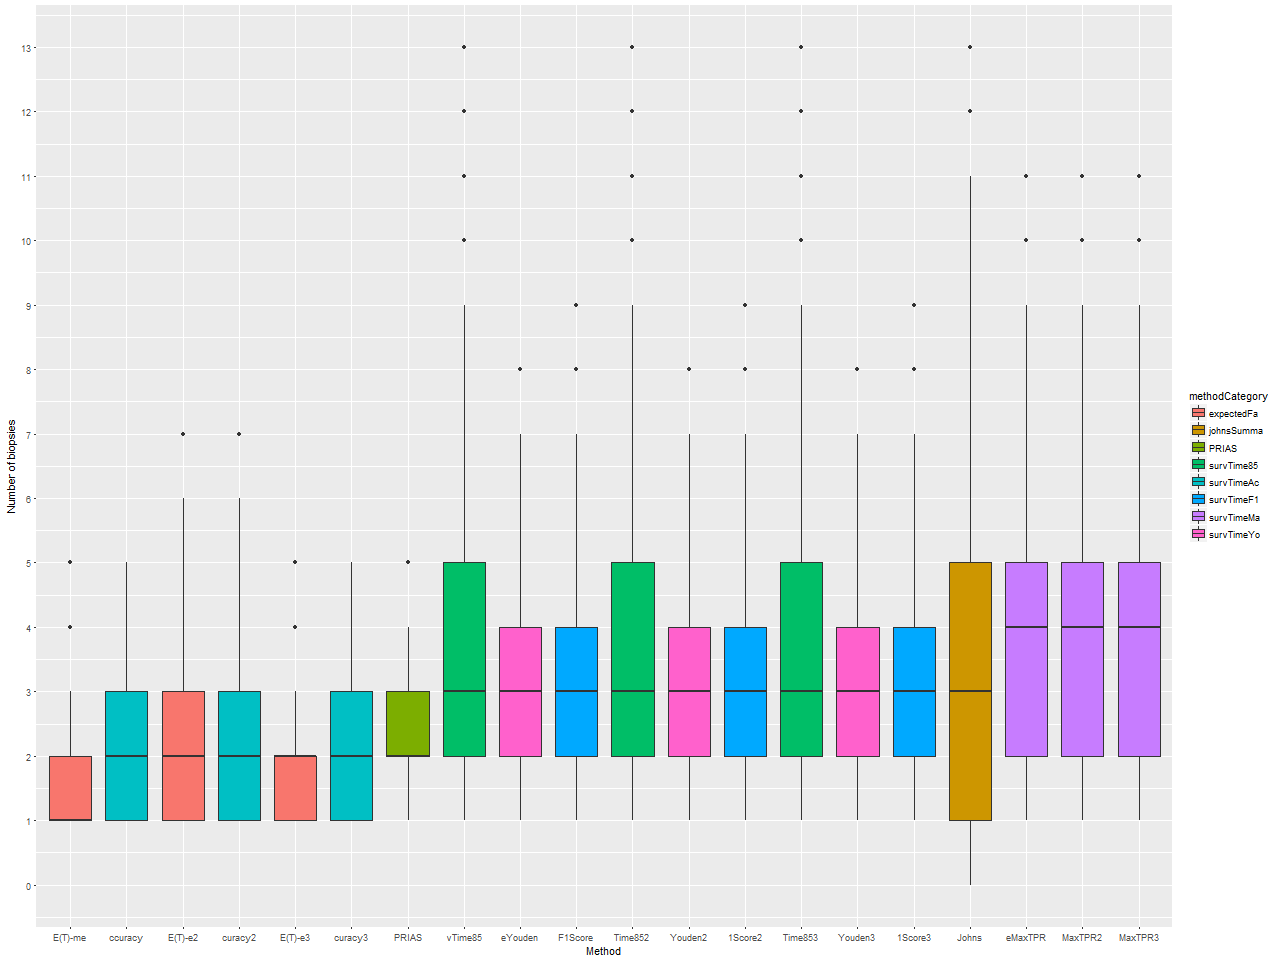 13
12
11
10
9
8
7
6
5
4
3
2
1
0
Number of biopsies
E(T)-me ccuracy E(T)-e2 curacy2 E(T)-e3 curacy3 PRIAS vTime85 eYouden F1Score Time852 Youden2 1Score2 Time853 Youden3 1Score3 Johns eMaxTPR MaxTPR2 MaxTPR3
Method
methodCategory
expectedFa
johnsSumma
PRIAS
survTime85
survTimeAc
survTimeF1
survTimeMa
survTimeYo